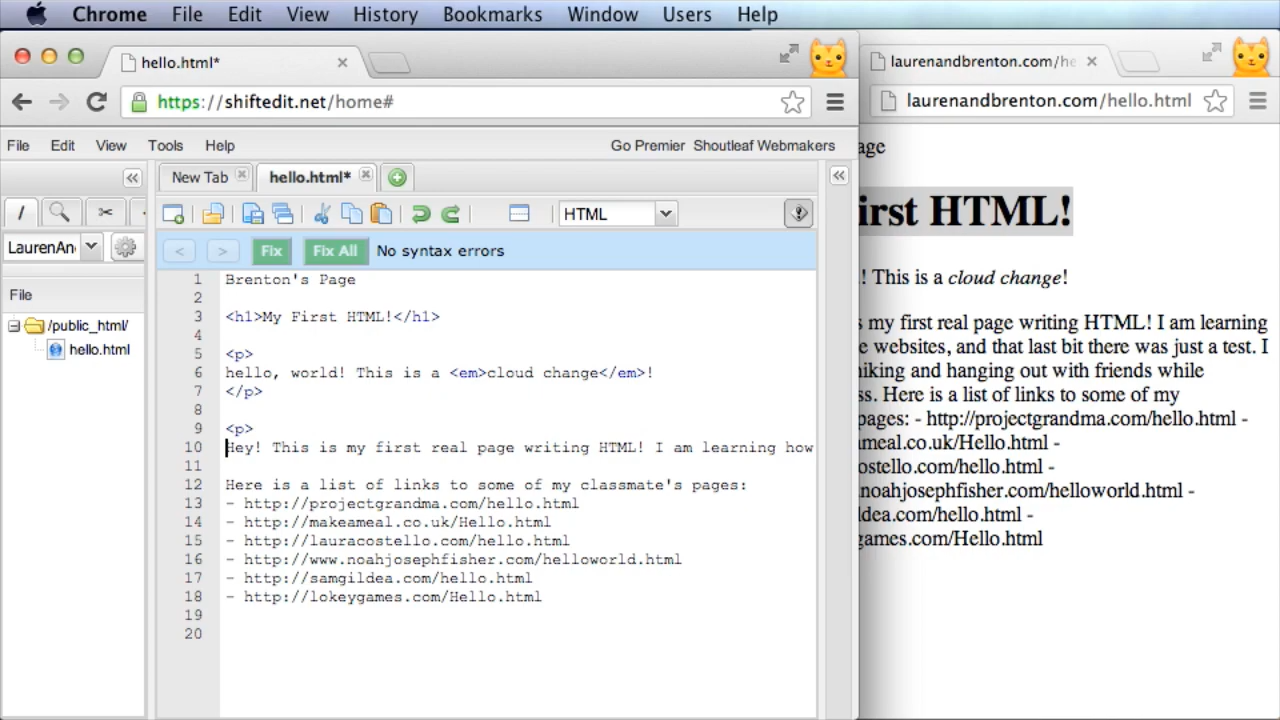 Chrome File Edit View History Bookmarks Window Users Help
hello.html*
https://shiftedit.net/home#
File Edit View Tools Help Go Premier Shoutleaf Webmakers
New Tab hello.html*
/
HTML
LaurenAn
< > Fix Fix All No syntax errors
File
/public_html/
hello.html
1 Brenton's Page
2
3 <h1>My First HTML!</h1>
4
5 <p>
6 hello, world! This is a <em>cloud change</em>!
7 </p>
8
9 <p>
10 Hey! This is my first real page writing HTML! I am learning how
11
12 Here is a list of links to some of my classmate's pages:
13 - http://projectgrandma.com/hello.html
14 - http://makeameal.co.uk/Hello.html
15 - http://lauracostello.com/hello.html
16 - http://www.noahjosephfisher.com/helloworld.html
17 - http://samgildea.com/hello.html
18 - http://lokeygames.com/Hello.html
19
20
laurenandbrenton.com/he
laurenandbrenton.com/hello.html
age
irst HTML!
! This is a cloud change!
s my first real page writing HTML! I am learning
e websites, and that last bit there was just a test. I
hiking and hanging out with friends while
ss. Here is a list of links to some of my
pages: - http://projectgrandma.com/hello.html -
ameal.co.uk/Hello.html -
costello.com/hello.html -
noahjosephfisher.com/helloworld.html -
ldea.com/hello.html -
games.com/Hello.html